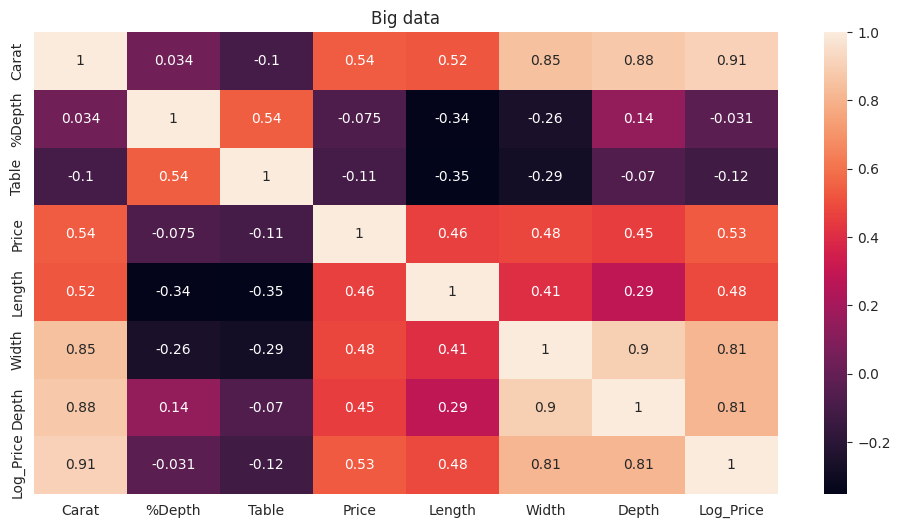 Big data
Carat 1 0.034 -0.1 0.54 0.52 0.85 0.88 0.91
%Depth 0.034 1 0.54 -0.075 -0.34 -0.26 0.14 -0.031
Table -0.1 0.54 1 -0.11 -0.35 -0.29 -0.07 -0.12
Price 0.54 -0.075 -0.11 1 0.46 0.48 0.45 0.53
Length 0.52 -0.34 -0.35 0.46 1 0.41 0.29 0.48
Width 0.85 -0.26 -0.29 0.48 0.41 1 0.9 0.81
Depth 0.88 0.14 -0.07 0.45 0.29 0.9 1 0.81
Log_Price 0.91 -0.031 -0.12 0.53 0.48 0.81 0.81 1
Carat %Depth Table Price Length Width Depth Log_Price
1.0
0.8
0.6
0.4
0.2
0.0
−0.2